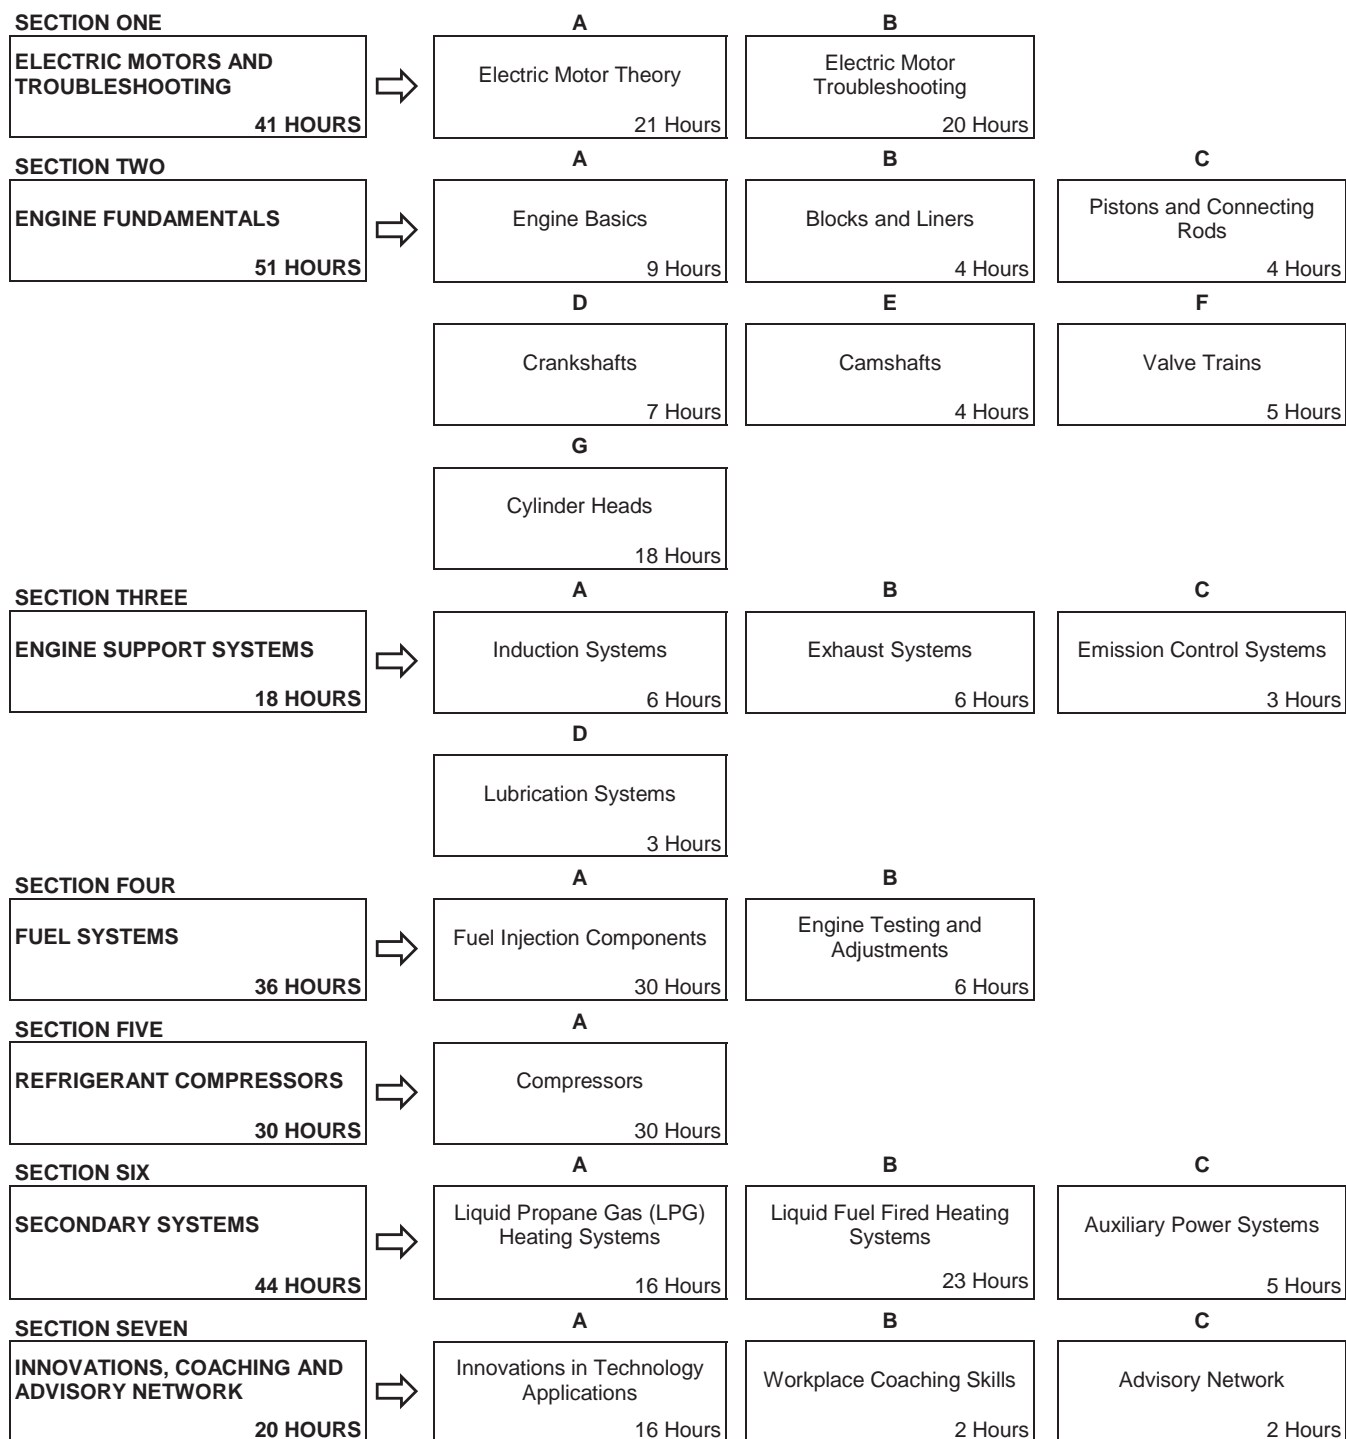 SECTION ONE
A
B
ELECTRIC MOTORS AND
TROUBLESHOOTING
41 HOURS
Electric Motor Theory
21 Hours
Electric Motor
Troubleshooting
20 Hours
SECTION TWO
A
B
C
ENGINE FUNDAMENTALS
51 HOURS
Engine Basics
9 Hours
Blocks and Liners
4 Hours
Pistons and Connecting
Rods
4 Hours
D
E
F
Crankshafts
7 Hours
Camshafts
4 Hours
Valve Trains
5 Hours
G
Cylinder Heads
18 Hours
SECTION THREE
A
B
C
ENGINE SUPPORT SYSTEMS
18 HOURS
Induction Systems
6 Hours
Exhaust Systems
6 Hours
Emission Control Systems
3 Hours
D
Lubrication Systems
3 Hours
SECTION FOUR
A
B
FUEL SYSTEMS
36 HOURS
Fuel Injection Components
30 Hours
Engine Testing and
Adjustments
6 Hours
SECTION FIVE
A
REFRIGERANT COMPRESSORS
30 HOURS
Compressors
30 Hours
SECTION SIX
A
B
C
SECONDARY SYSTEMS
44 HOURS
Liquid Propane Gas (LPG)
Heating Systems
16 Hours
Liquid Fuel Fired Heating
Systems
23 Hours
Auxiliary Power Systems
5 Hours
SECTION SEVEN
A
B
C
INNOVATIONS, COACHING AND
ADVISORY NETWORK
20 HOURS
Innovations in Technology
Applications
16 Hours
Workplace Coaching Skills
2 Hours
Advisory Network
2 Hours